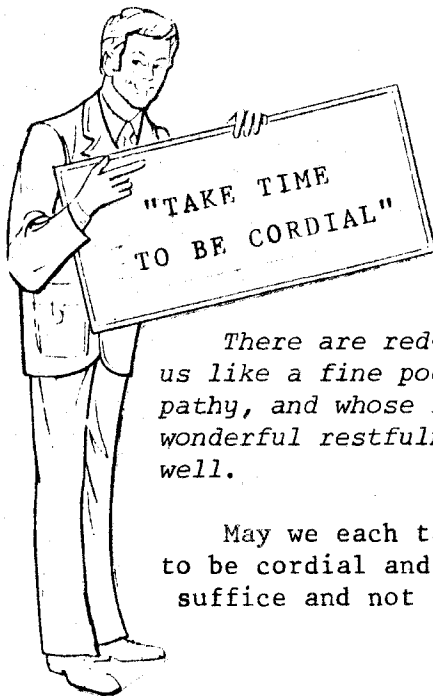 "TAKE TIME
TO BE CORDIAL"
There are red
us like a fine po
pathy, and whose
wonderful restful
well.
May we each t
to be cordial and
suffice and not